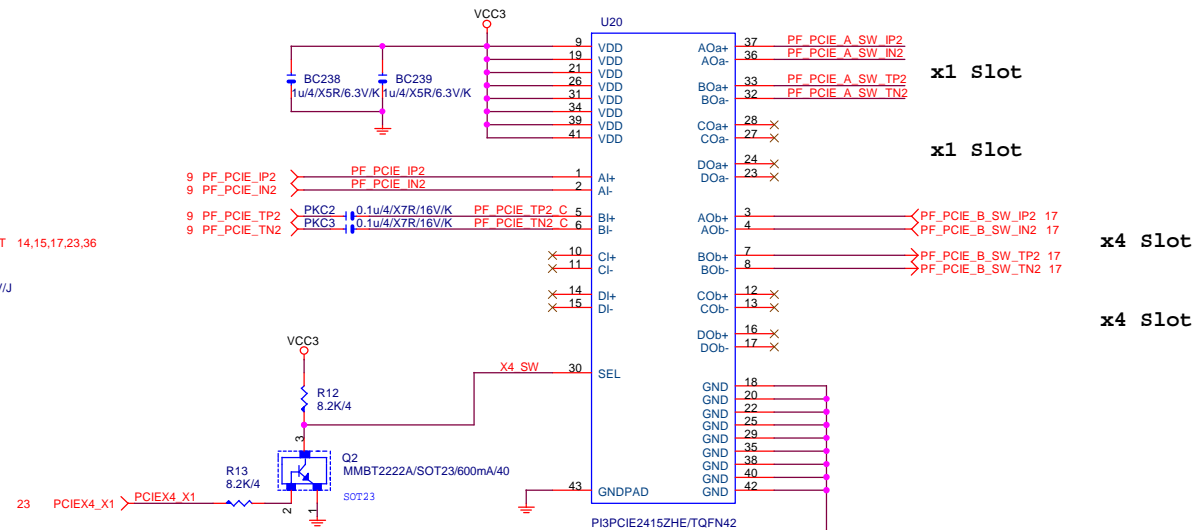 VCC3
U20
BC238
1u/4/X5R/6.3V/K
BC239
1u/4/X5R/6.3V/K
9 VDD
19 VDD
21 VDD
26 VDD
31 VDD
34 VDD
39 VDD
41 VDD
AOa+ 37 PF_PCIE_A_SW_IP2
AOa- 36 PF_PCIE_A_SW_IN2
x1 Slot
BOa+ 33 PF_PCIE_A_SW_TP2
BOa- 32 PF_PCIE_A_SW_TN2
COa+ 28
COa- 27
x1 Slot
DOa+ 24
DOa- 23
9 PF_PCIE_IP2 PF_PCIE_IP2 1 AI+
9 PF_PCIE_IN2 PF_PCIE_IN2 2 AI-
9 PF_PCIE_TP2 PKC2 0.1u/4/X7R/16V/K PF_PCIE_TP2_C 5 BI+
9 PF_PCIE_TN2 PKC3 0.1u/4/X7R/16V/K PF_PCIE_TN2_C 6 BI-
AOb+ 3 PF_PCIE_B_SW_IP2 17
AOb- 4 PF_PCIE_B_SW_IN2 17
x4 Slot
T 14,15,17,23,36
BOb+ 7 PF_PCIE_B_SW_TP2 17
BOb- 8 PF_PCIE_B_SW_TN2 17
10 CI+
11 CI-
/J
14 DI+
15 DI-
COb+ 12
COb- 13
x4 Slot
DOb+ 16
DOb- 17
VCC3
X4_SW 30 SEL
R12
8.2K/4
GND 18
GND 20
GND 22
GND 25
GND 29
GND 35
GND 38
GND 40
GND 42
3
Q2
MMBT2222A/SOT23/600mA/40
SOT23
R13
8.2K/4
23 PCIEX4_X1 PCIEX4_X1
2
1
43 GNDPAD
PI3PCIE2415ZHE/TQFN42